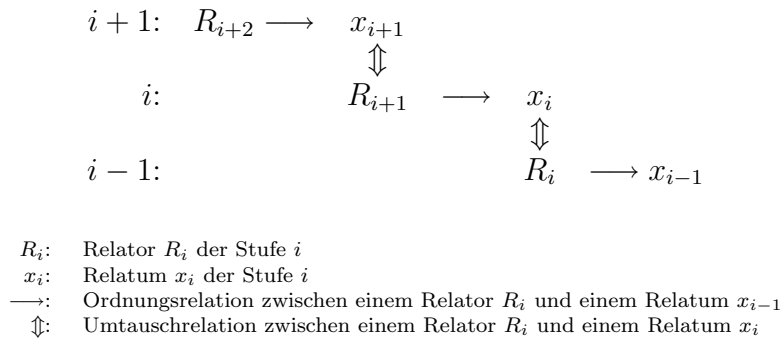 i + 1: R_{i+2} ⟶ x_{i+1}
⇕
i: R_{i+1} ⟶ x_i
⇕
i − 1: R_i ⟶ x_{i−1}
R_i: Relator R_i der Stufe i
x_i: Relatum x_i der Stufe i
⟶: Ordnungsrelation zwischen einem Relator R_i und einem Relatum x_{i−1}
⇕: Umtauschrelation zwischen einem Relator R_i und einem Relatum x_i